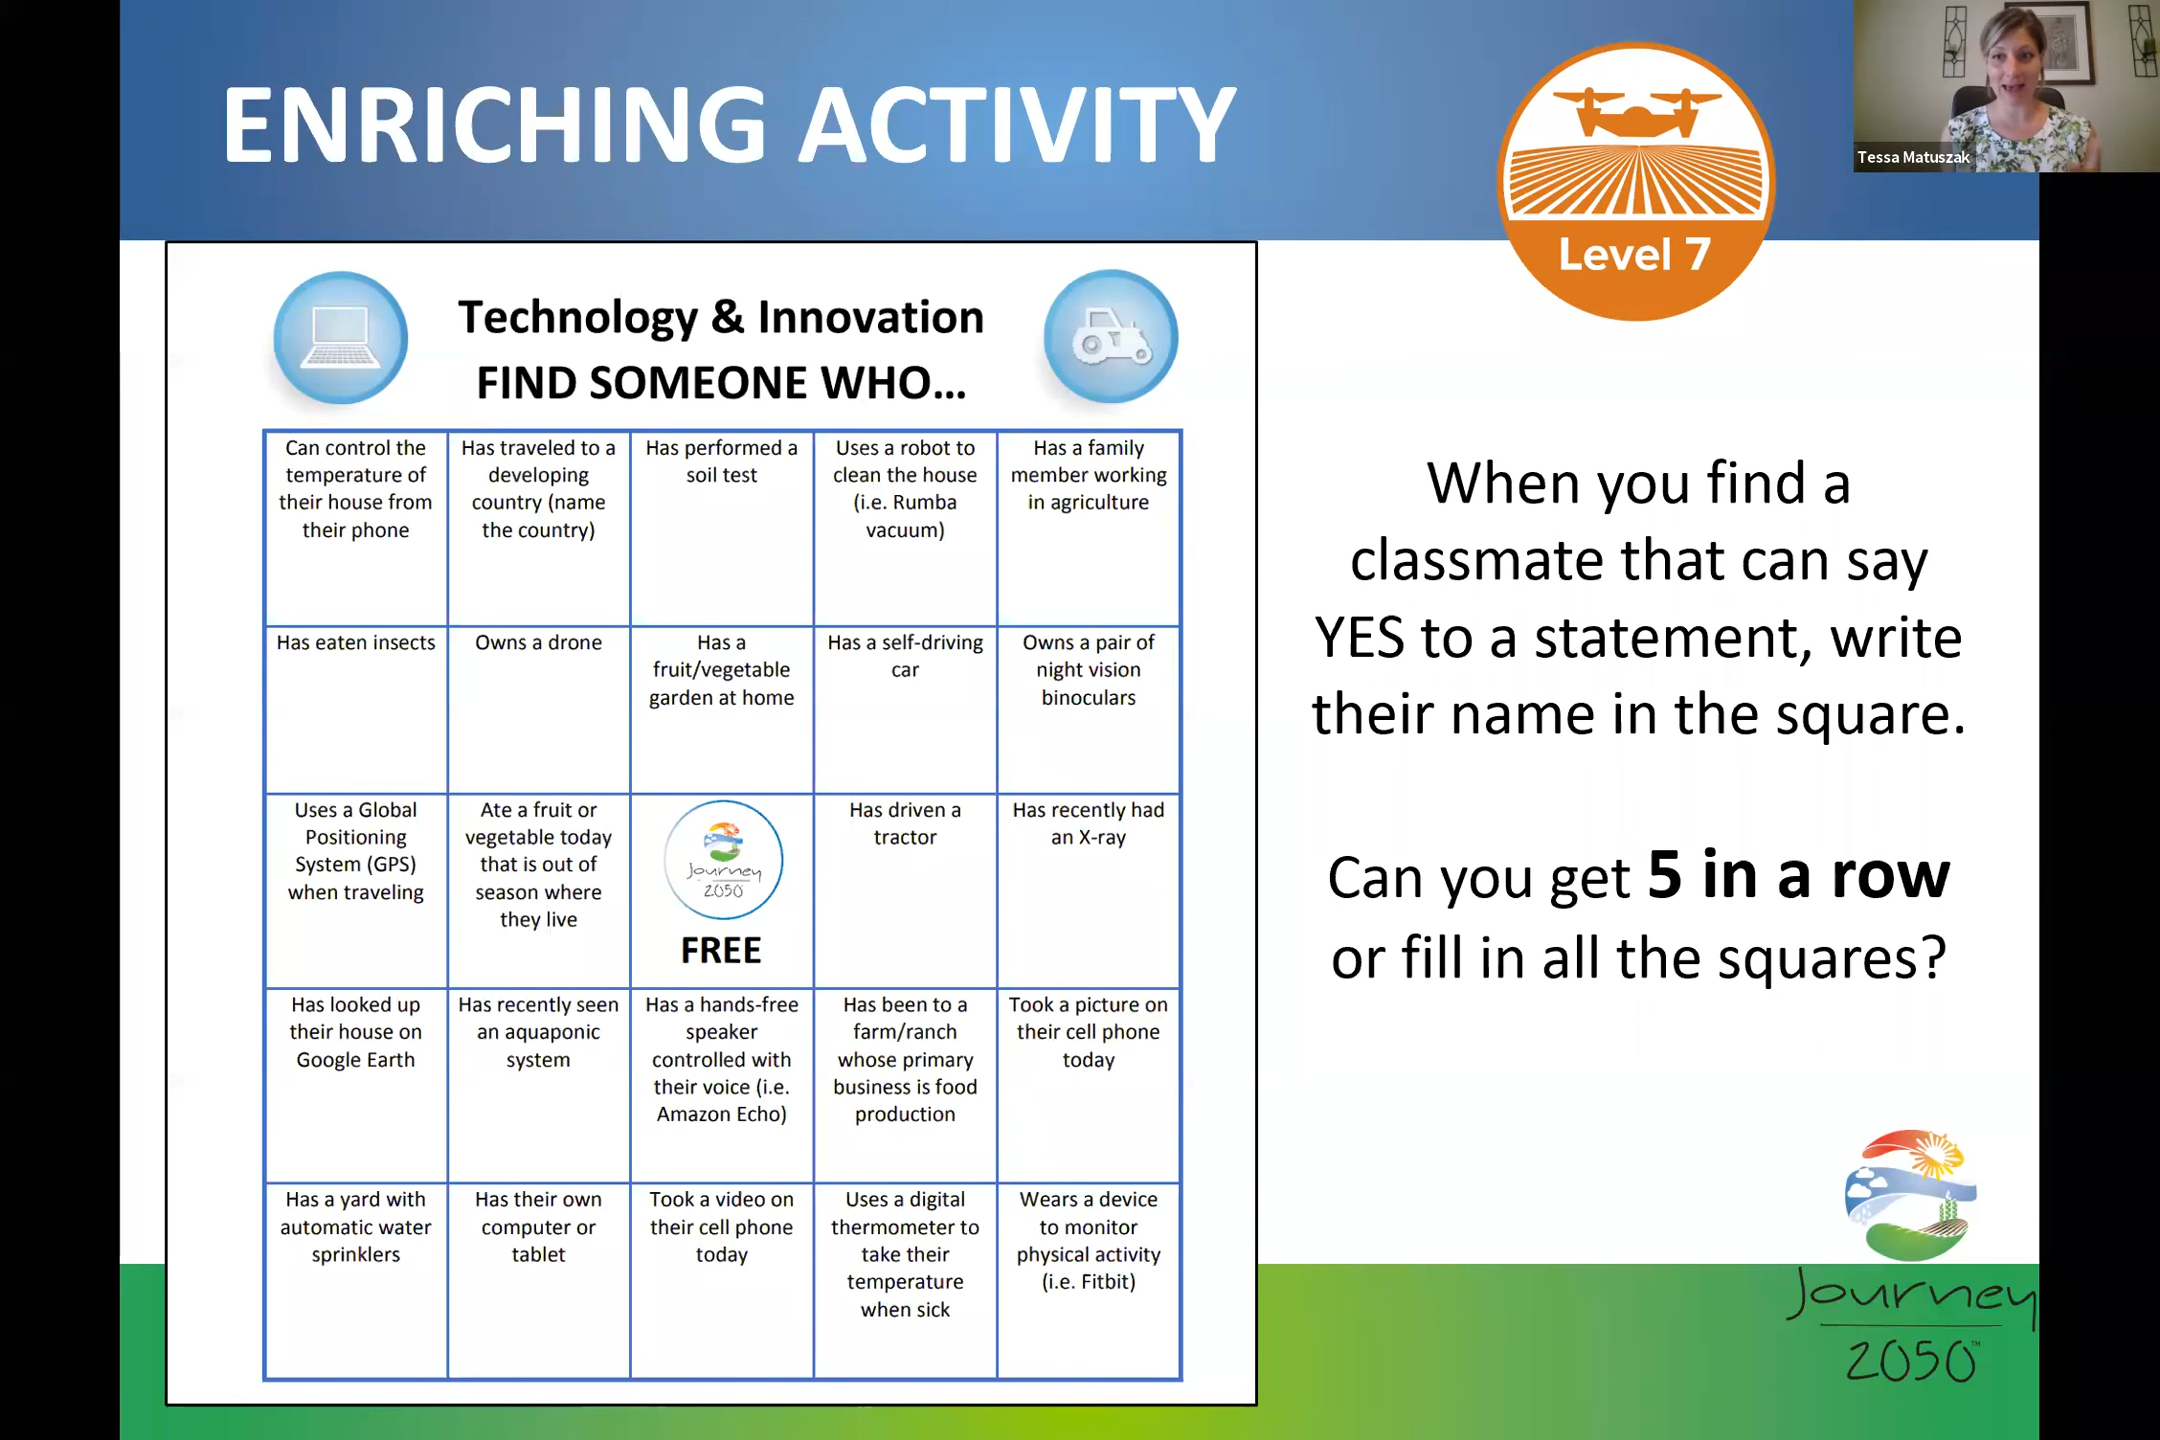 ENRICHING ACTIVITY
Level 7
Tessa Matuszak
Technology & Innovation
FIND SOMEONE WHO...
Can control the
temperature of
their house from
their phone
Has traveled to a
developing
country (name
the country)
Has performed a
soil test
Uses a robot to
clean the house
(i.e. Rumba
vacuum)
Has a family
member working
in agriculture
Has eaten insects
Owns a drone
Has a
fruit/vegetable
garden at home
Has a self-driving
car
Owns a pair of
night vision
binoculars
Uses a Global
Positioning
System (GPS)
when traveling
Ate a fruit or
vegetable today
that is out of
season where
they live
Journey
2050
FREE
Has driven a
tractor
Has recently had
an X-ray
Has looked up
their house on
Google Earth
Has recently seen
an aquaponic
system
Has a hands-free
speaker
controlled with
their voice (i.e.
Amazon Echo)
Has been to a
farm/ranch
whose primary
business is food
production
Took a picture on
their cell phone
today
Has a yard with
automatic water
sprinklers
Has their own
computer or
tablet
Took a video on
their cell phone
today
Uses a digital
thermometer to
take their
temperature
when sick
Wears a device
to monitor
physical activity
(i.e. Fitbit)
When you find a
classmate that can say
YES to a statement, write
their name in the square.
Can you get 5 in a row
or fill in all the squares?
Journey
2050™